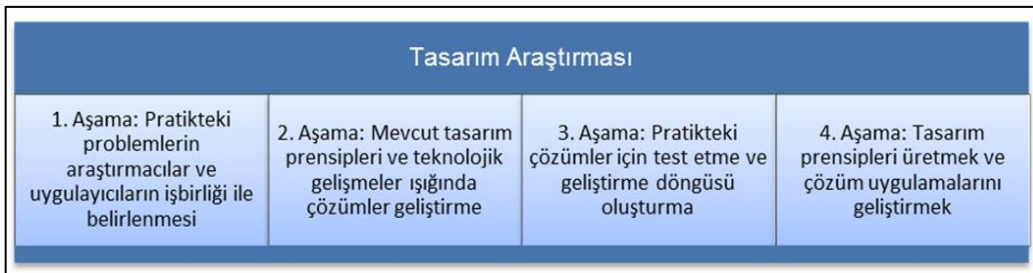 Tasarım Araştırması
1. Aşama: Pratikteki
problemlerin
araştırmacılar ve
uygulayıcıların işbirliği ile
belirlenmesi
2. Aşama: Mevcut tasarım
prensipleri ve teknolojik
gelişmeler ışığında
çözümler geliştirme
3. Aşama: Pratikteki
çözümler için test etme ve
geliştirme döngüsü
oluşturma
4. Aşama: Tasarım
prensipleri üretmek ve
çözüm uygulamalarını
geliştirmek